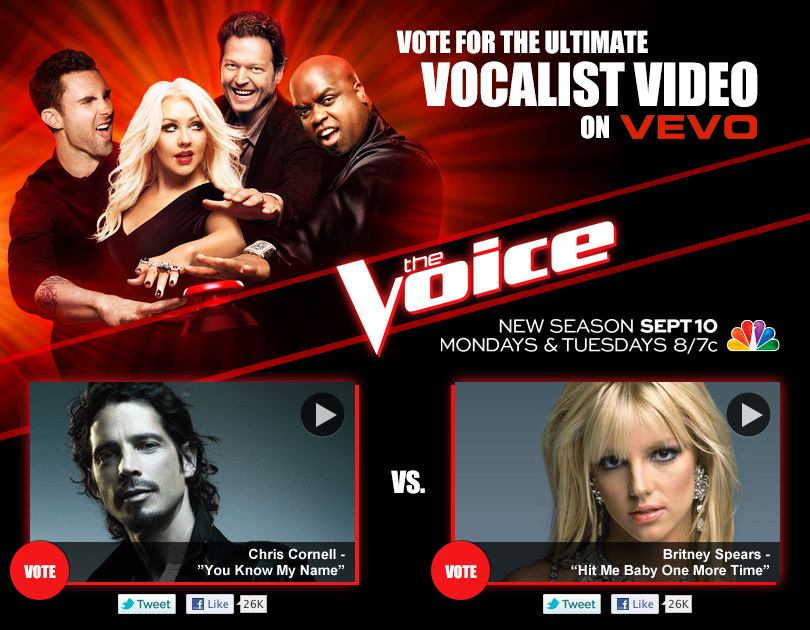 VOTE FOR THE ULTIMATE
VOCALIST VIDEO
ON VEVO
the Voice
NEW SEASON SEPT 10
MONDAYS & TUESDAYS 8/7c
VS.
Chris Cornell -
”You Know My Name”
VOTE
Tweet
Like
26K
Britney Spears -
“Hit Me Baby One More Time”
VOTE
Tweet
Like
26K